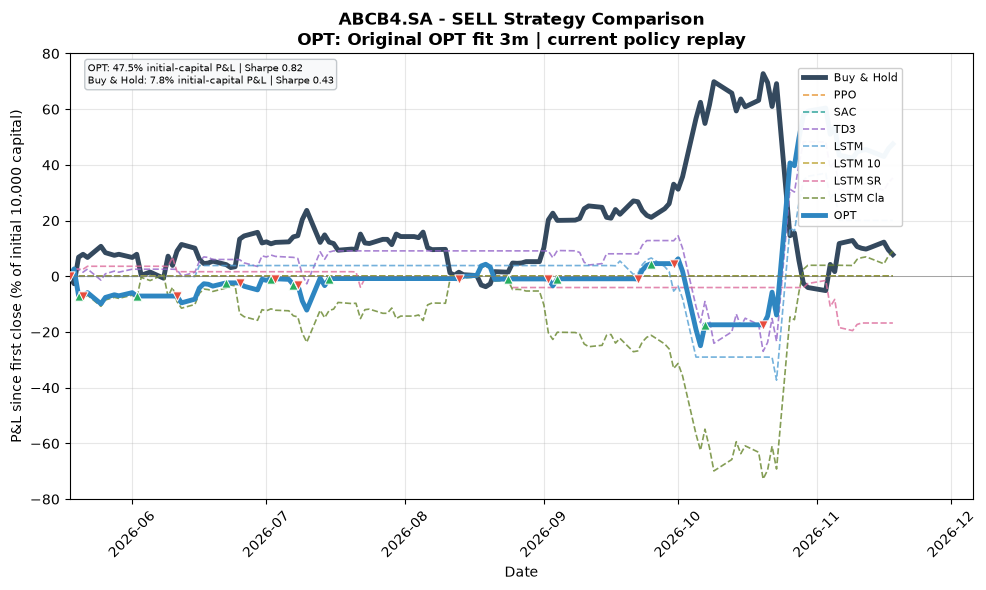 ABCB4.SA - SELL Strategy Comparison
OPT: Original OPT fit 3m | current policy replay
OPT: 47.5% initial-capital P&L | Sharpe 0.82
Buy & Hold: 7.8% initial-capital P&L | Sharpe 0.43
Buy & Hold
PPO
SAC
TD3
LSTM
LSTM 10
LSTM SR
LSTM Cla
OPT
P&L since first close (% of initial 10,000 capital)
80
60
40
20
0
−20
−40
−60
−80
2026-06
2026-07
2026-08
2026-09
2026-10
2026-11
2026-12
Date